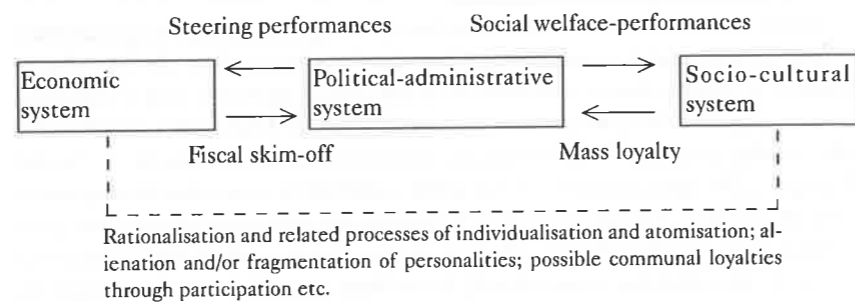 Steering performances
Social welface-performances
Economic
system
Political-administrative
system
Socio-cultural
system
Fiscal skim-off
Mass loyalty
Rationalisation and related processes of individualisation and atomisation; al-
ienation and/or fragmentation of personalities; possible communal loyalties
through participation etc.